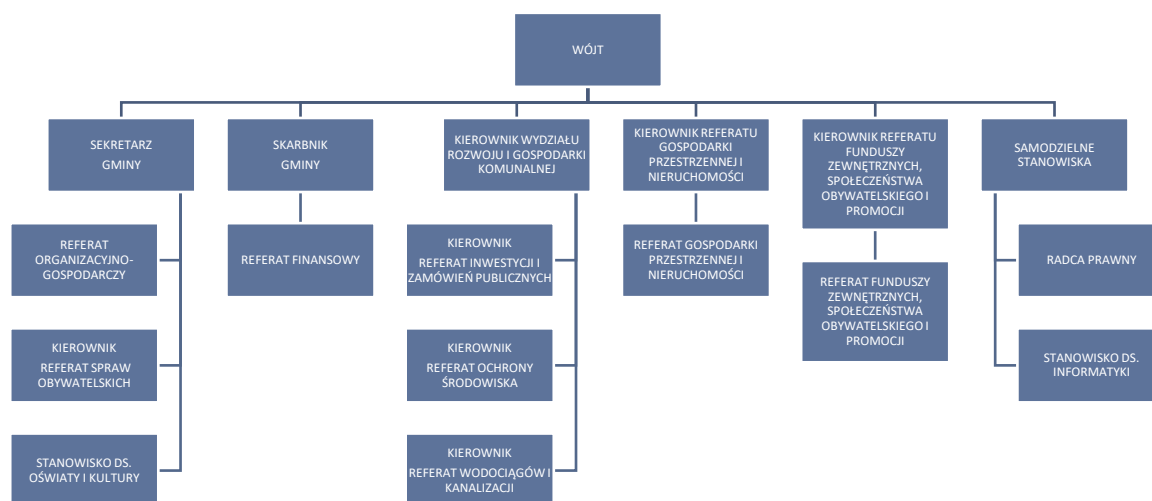 WÓJT
SEKRETARZ
GMINY
SKARBNIK
GMINY
KIEROWNIK WYDZIAŁU
ROZWOJU I GOSPODARKI
KOMUNALNEJ
KIEROWNIK REFERATU
GOSPODARKI
PRZESTRZENNEJ I
NIERUCHOMOŚCI
KIEROWNIK REFERATU
FUNDUSZY
ZEWNĘTRZNYCH,
SPOŁECZEŃSTWA
OBYWATELSKIEGO I
PROMOCJI
SAMODZIELNE
STANOWISKA
REFERAT
ORGANIZACYJNO-
GOSPODARCZY
REFERAT FINANSOWY
KIEROWNIK
REFERAT INWESTYCJI I
ZAMÓWIEŃ PUBLICZNYCH
REFERAT GOSPODARKI
PRZESTRZENNEJ I
NIERUCHOMOŚCI
REFERAT FUNDUSZY
ZEWNĘTRZNYCH,
SPOŁECZEŃSTWA
OBYWATELSKIEGO I
PROMOCJI
RADCA PRAWNY
KIEROWNIK
REFERAT SPRAW
OBYWATELSKICH
KIEROWNIK
REFERAT OCHRONY
ŚRODOWISKA
STANOWISKO DS.
INFORMATYKI
STANOWISKO DS.
OŚWIATY I KULTURY
KIEROWNIK
REFERAT WODOCIĄGÓW I
KANALIZACJI